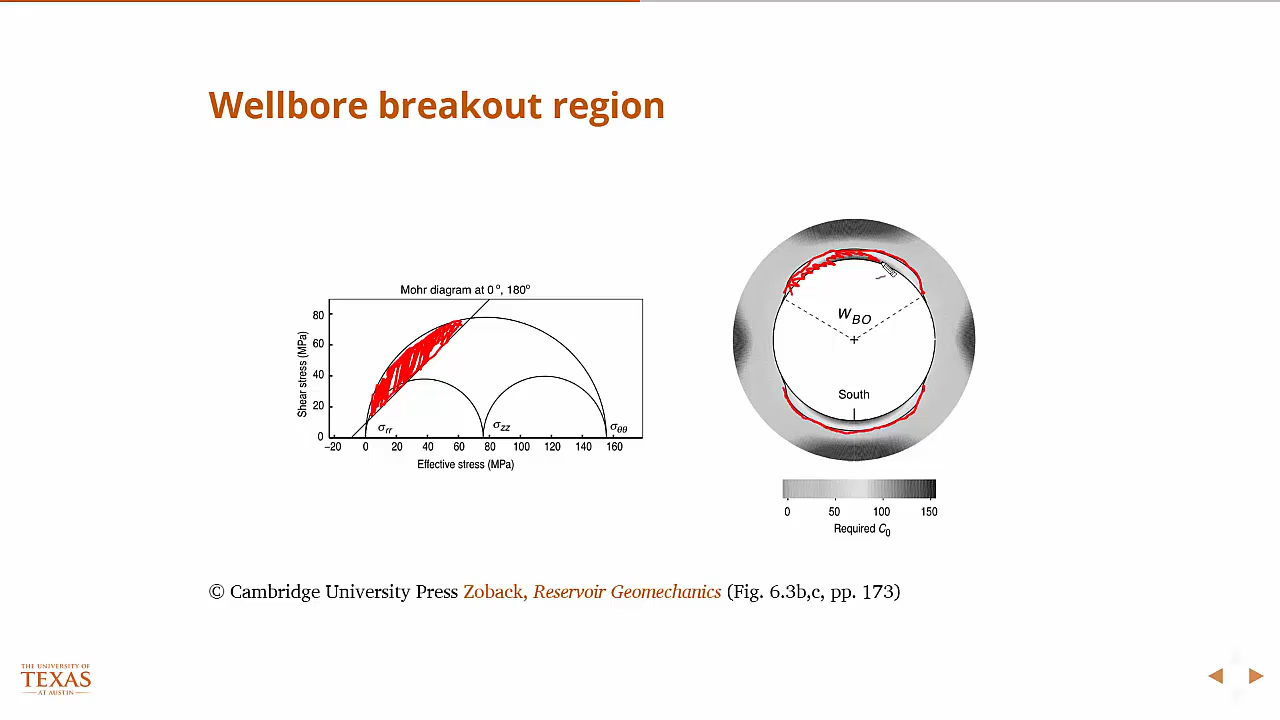 Wellbore breakout region
Mohr diagram at 0°, 180°
Shear stress (MPa)
80
60
40
20
0
σrr
σzz
σθθ
−20 0 20 40 60 80 100 120 140 160
Effective stress (MPa)
WBO
South
0 50 100 150
Required C0
© Cambridge University Press Zoback, Reservoir Geomechanics (Fig. 6.3b,c, pp. 173)
THE UNIVERSITY OF
TEXAS
AT AUSTIN